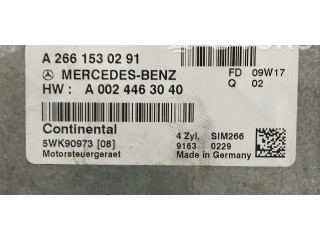 A 266 153 02 91
MERCEDES-BENZ FD 09W17
HW : A 002 446 30 40 Q 02
Continental
5WK90973 [08] 4 Zyl. SIM266
Motorsteuergeraet 9163 0229
Made in Germany